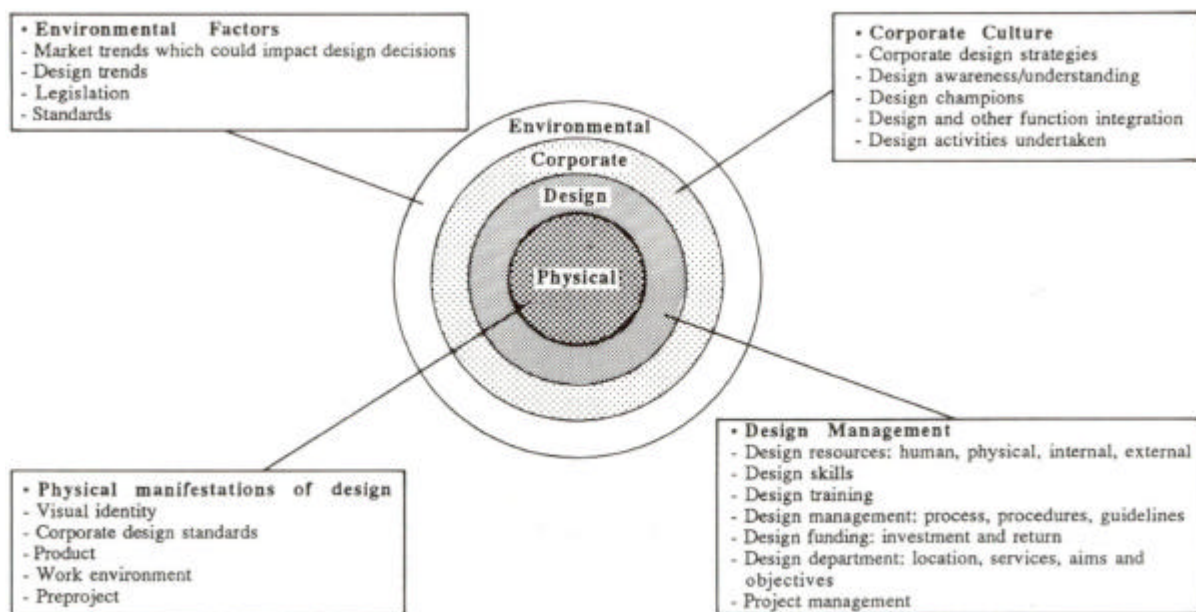 • Environmental Factors
- Market trends which could impact design decisions
- Design trends
- Legislation
- Standards
• Corporate Culture
- Corporate design strategies
- Design awareness/understanding
- Design champions
- Design and other function integration
- Design activities undertaken
Environmental
Corporate
Design
Physical
• Physical manifestations of design
- Visual identity
- Corporate design standards
- Product
- Work environment
- Preproject
• Design Management
- Design resources: human, physical, internal, external
- Design skills
- Design training
- Design management: process, procedures, guidelines
- Design funding: investment and return
- Design department: location, services, aims and
objectives
- Project management